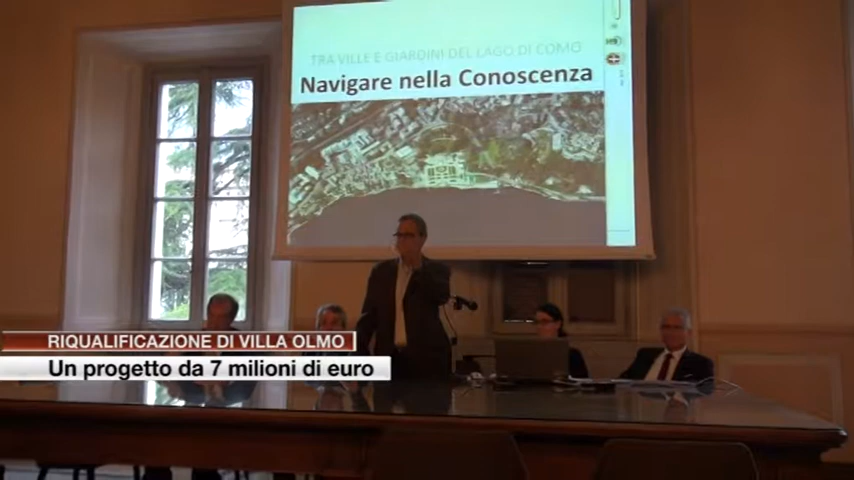 TRA VILLE E GIARDINI DEL LAGO DI COMO
Navigare nella Conoscenza
RIQUALIFICAZIONE DI VILLA OLMO
Un progetto da 7 milioni di euro